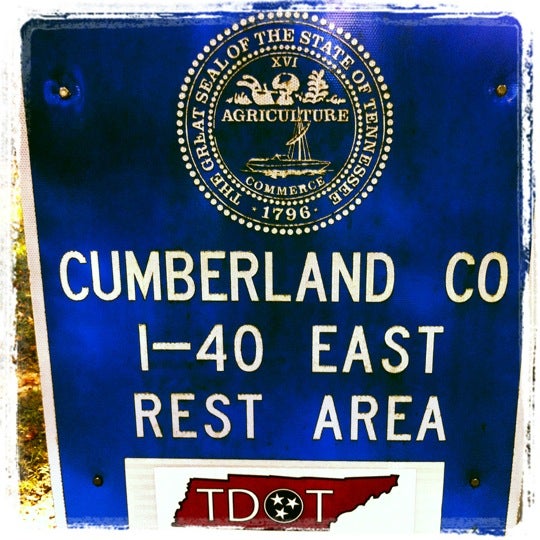 THE GREAT SEAL OF THE STATE OF TENNESSEE
XVI
AGRICULTURE
COMMERCE
· 1796 ·
CUMBERLAND CO
I-40 EAST
REST AREA
TDOT